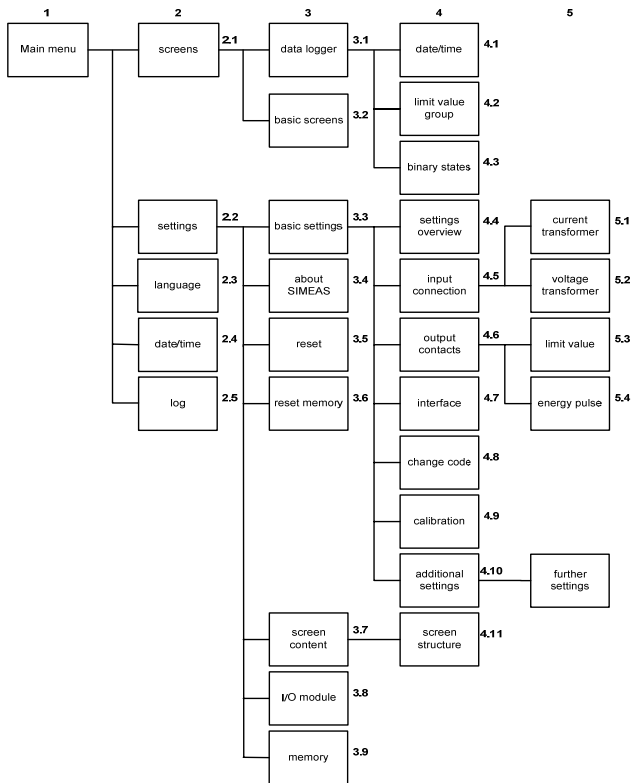 1 2 3 4 5
Main menu
screens
2.1
data logger
3.1
date/time
4.1
limit value
group
4.2
basic screens
3.2
binary states
4.3
settings
2.2
basic settings
3.3
settings
overview
4.4
current
transformer
5.1
language
2.3
about
SIMEAS
3.4
input
connection
4.5
voltage
transformer
5.2
date/time
2.4
reset
3.5
output
contacts
4.6
limit value
5.3
log
2.5
reset memory
3.6
interface
4.7
energy pulse
5.4
change code
4.8
calibration
4.9
additional
settings
4.10
further
settings
screen
content
3.7
screen
structure
4.11
I/O module
3.8
memory
3.9